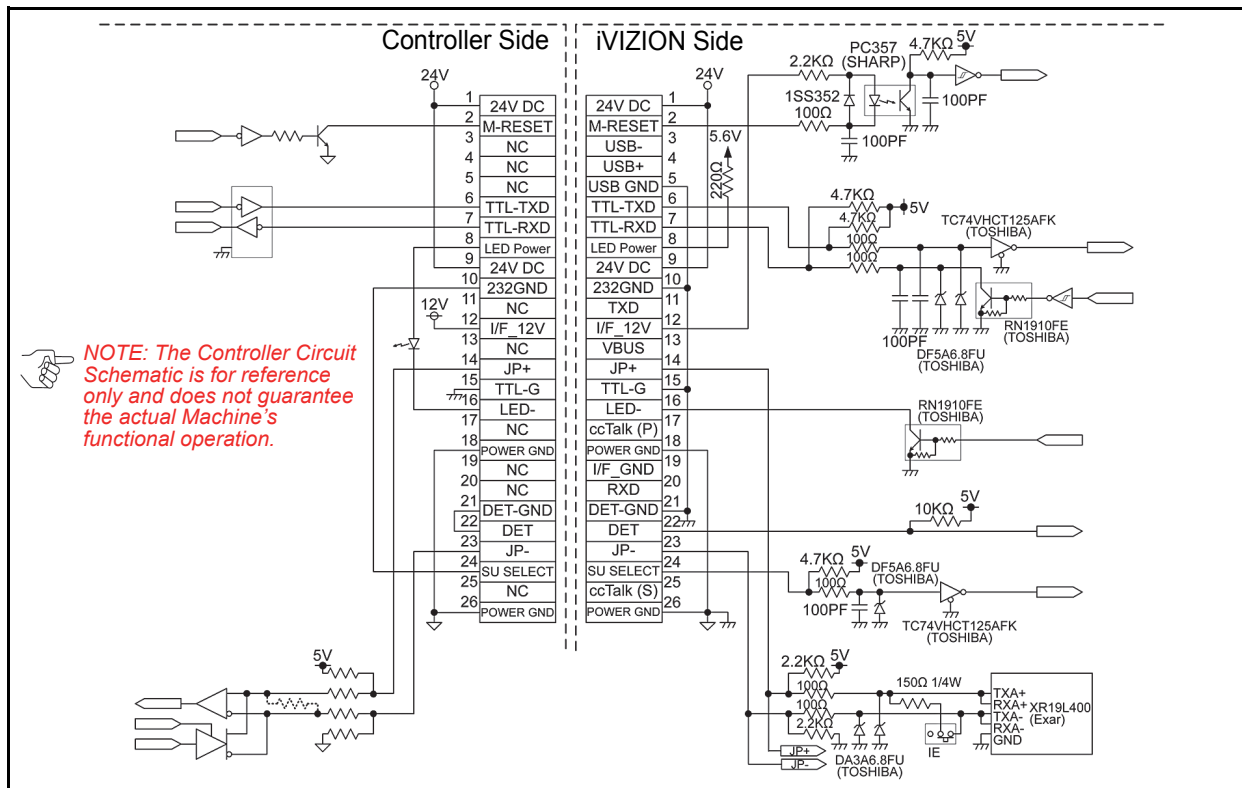 Controller Side
iVIZION Side
24V
1 24V DC
2 M-RESET
3 NC
4 NC
5 NC
6 TTL-TXD
7 TTL-RXD
8 LED Power
9 24V DC
10 232GND
11 NC
12V
12 I/F_12V
13 NC
14 JP+
15 TTL-G
16 LED-
17 NC
18 POWER GND
19 NC
20 NC
21 DET-GND
22 DET
23 JP-
24 SU SELECT
25 NC
26 POWER GND
NOTE: The Controller Circuit
Schematic is for reference
only and does not guarantee
the actual Machine's
functional operation.
5V
24V
24V DC 1
M-RESET 2
USB- 3
USB+ 4
USB GND 5
TTL-TXD 6
TTL-RXD 7
LED Power 8
24V DC 9
232GND 10
TXD 11
I/F_12V 12
VBUS 13
JP+ 14
TTL-G 15
LED- 16
ccTalk (P) 17
POWER GND 18
I/F_GND 19
RXD 20
DET-GND 21
DET 22
JP- 23
SU SELECT 24
ccTalk (S) 25
POWER GND 26
5.6V
220Ω
2.2KΩ
PC357
(SHARP)
4.7KΩ
5V
1SS352
100Ω
100PF
100PF
4.7KΩ
5V
4.7KΩ
100Ω
100Ω
TC74VHCT125AFK
(TOSHIBA)
100PF
DF5A6.8FU
(TOSHIBA)
RN1910FE
(TOSHIBA)
RN1910FE
(TOSHIBA)
5V
10KΩ
5V
4.7KΩ
100Ω
100PF
DF5A6.8FU
(TOSHIBA)
TC74VHCT125AFK
(TOSHIBA)
5V
2.2KΩ
100Ω
100Ω
2.2KΩ
150Ω 1/4W
TXA+
RXA+
TXA-
RXA-
GND
XR19L400
(Exar)
IE
JP+
JP-
DA3A6.8FU
(TOSHIBA)